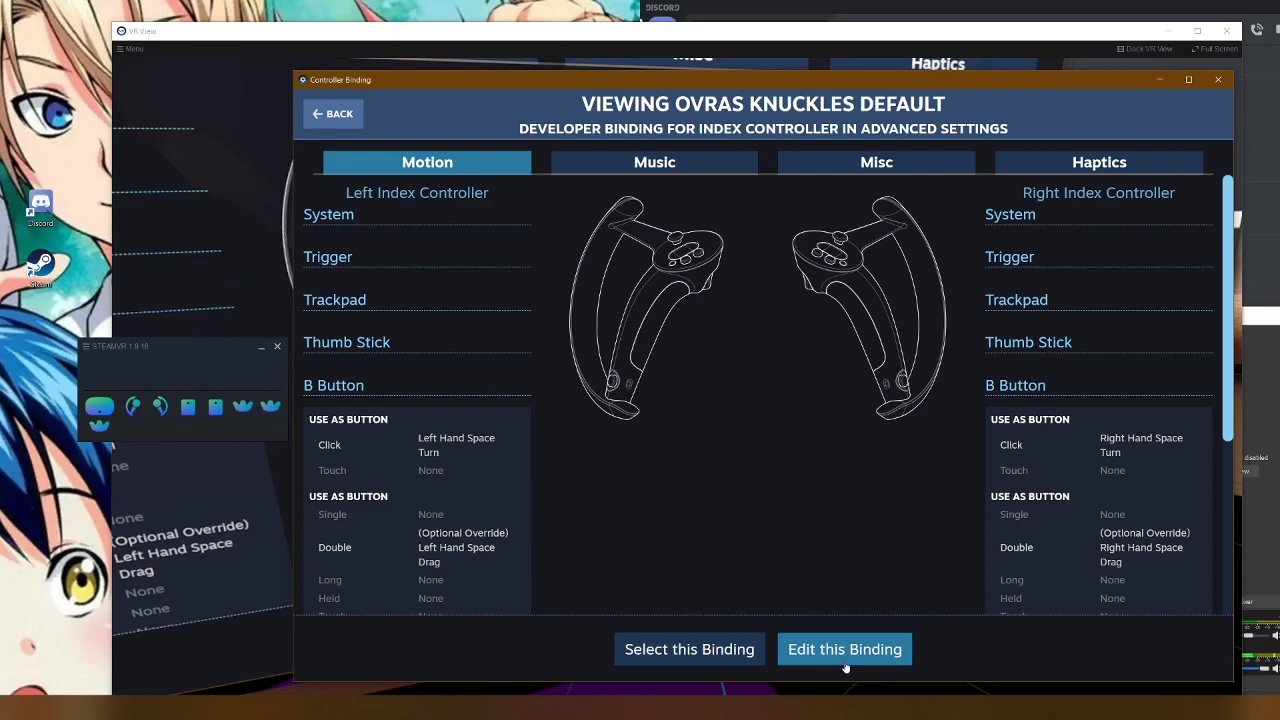 DISCORD
VR View
Menu
Dock VR View
Full Screen
Misc
Haptics
Controller Binding
BACK
VIEWING OVRAS KNUCKLES DEFAULT
DEVELOPER BINDING FOR INDEX CONTROLLER IN ADVANCED SETTINGS
Motion
Music
Misc
Haptics
Left Index Controller
System
Trigger
Trackpad
Thumb Stick
B Button
USE AS BUTTON
Click
Left Hand Space
Turn
Touch
None
USE AS BUTTON
Single
None
Double
(Optional Override)
Left Hand Space
Drag
Long
None
Held
None
Right Index Controller
System
Trigger
Trackpad
Thumb Stick
B Button
USE AS BUTTON
Click
Right Hand Space
Turn
Touch
None
USE AS BUTTON
Single
None
Double
(Optional Override)
Right Hand Space
Drag
Long
None
Held
None
Select this Binding
Edit this Binding
Discord
Steam
STEAMVR 1.9.16
None
(Optional Override)
Left Hand Space
Drag
None
None
disabled